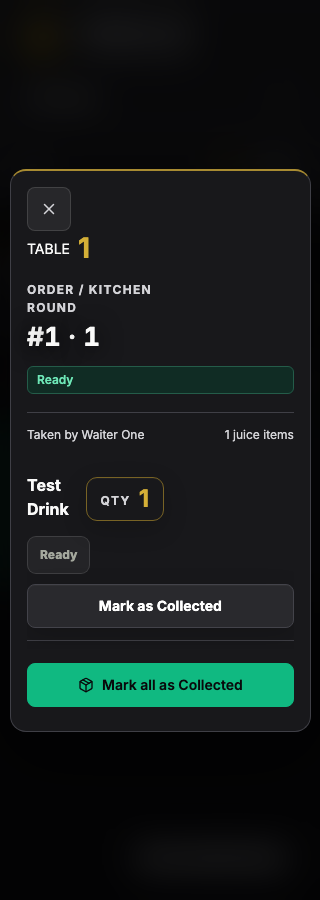 TABLE 1
ORDER / KITCHEN
ROUND
#1 · 1
Ready
Taken by Waiter One
1 juice items
Test
Drink
QTY 1
Ready
Mark as Collected
Mark all as Collected